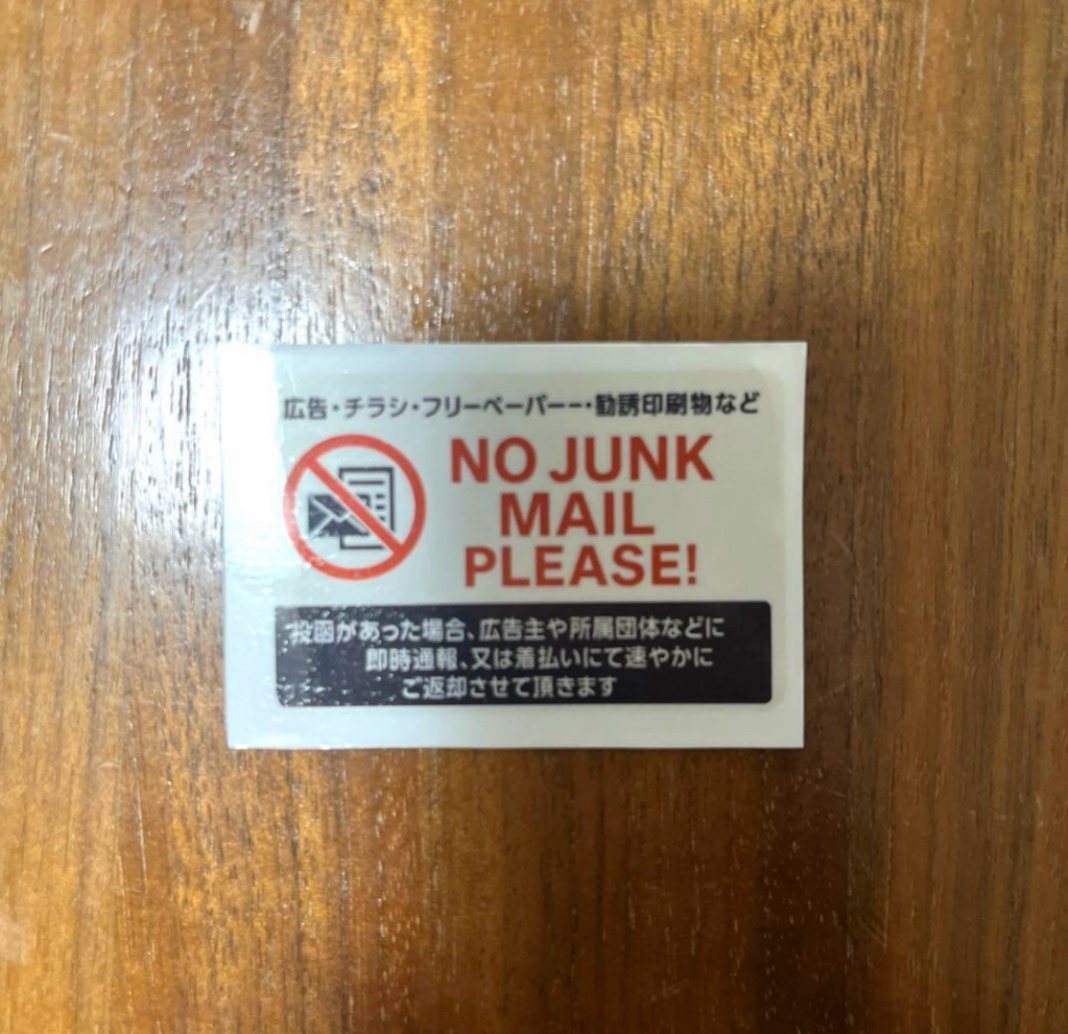 広告・チラシ・フリーペーパーー・勧誘印刷物など
NO JUNK
MAIL
PLEASE!
投函があった場合、広告主や所属団体などに
即時通報、又は着払いにて速やかに
ご返却させて頂きます